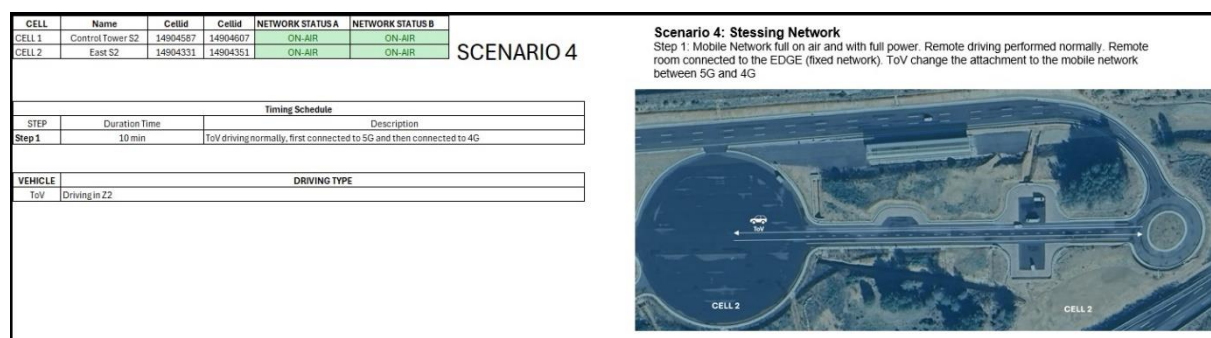 CELL Name Cellid Cellid NETWORK STATUS A NETWORK STATUS B
CELL 1 Control Tower S2 14904587 14904607 ON-AIR ON-AIR
CELL 2 East S2 14904331 14904351 ON-AIR ON-AIR
SCENARIO 4
Timing Schedule
STEP Duration Time Description
Step 1 10 min ToV driving normally, first connected to 5G and then connected to 4G
VEHICLE DRIVING TYPE
ToV Driving in Z2
Scenario 4: Stessing Network
Step 1: Mobile Network full on air and with full power. Remote driving performed normally. Remote
room connected to the EDGE (fixed network). ToV change the attachment to the mobile network
between 5G and 4G
ToV
CELL 2
CELL 2